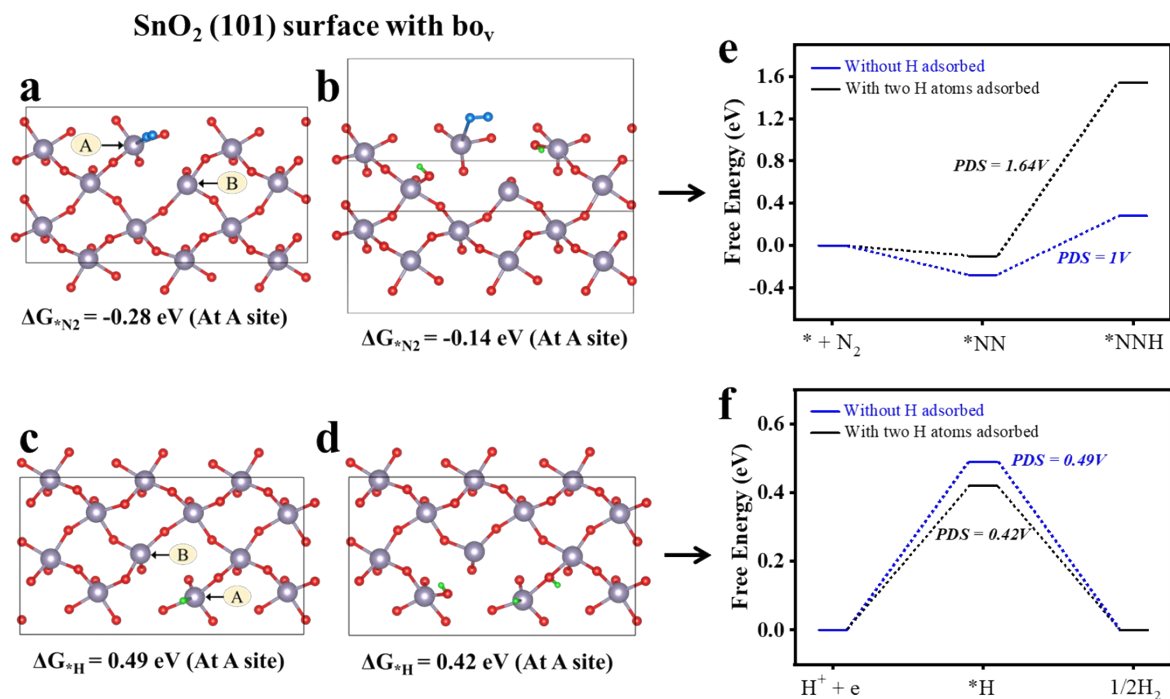 SnO₂ (101) surface with boᵥ
a
A
B
ΔG*N2 = -0.28 eV (At A site)
b
ΔG*N2 = -0.14 eV (At A site)
e
Without H adsorbed
With two H atoms adsorbed
Free Energy (eV)
1.6
1.2
0.8
0.4
0.0
-0.4
PDS = 1.64V
PDS = 1V
* + N₂
*NN
*NNH
c
B
A
ΔG*H = 0.49 eV (At A site)
d
ΔG*H = 0.42 eV (At A site)
f
Without H adsorbed
With two H atoms adsorbed
Free Energy (eV)
0.6
0.4
0.2
0.0
PDS = 0.49V
PDS = 0.42V
H⁺ + e
*H
1/2H₂